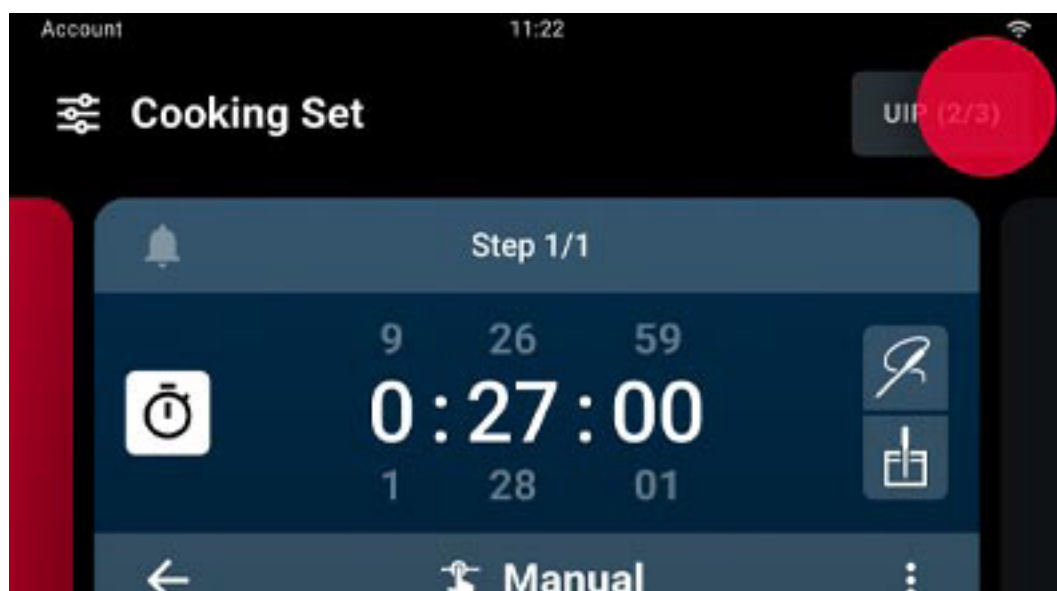 Account 11:22
Cooking Set UIP (2/3)
Step 1/1
9 26 59
0 : 27 : 00
1 28 01
Manual